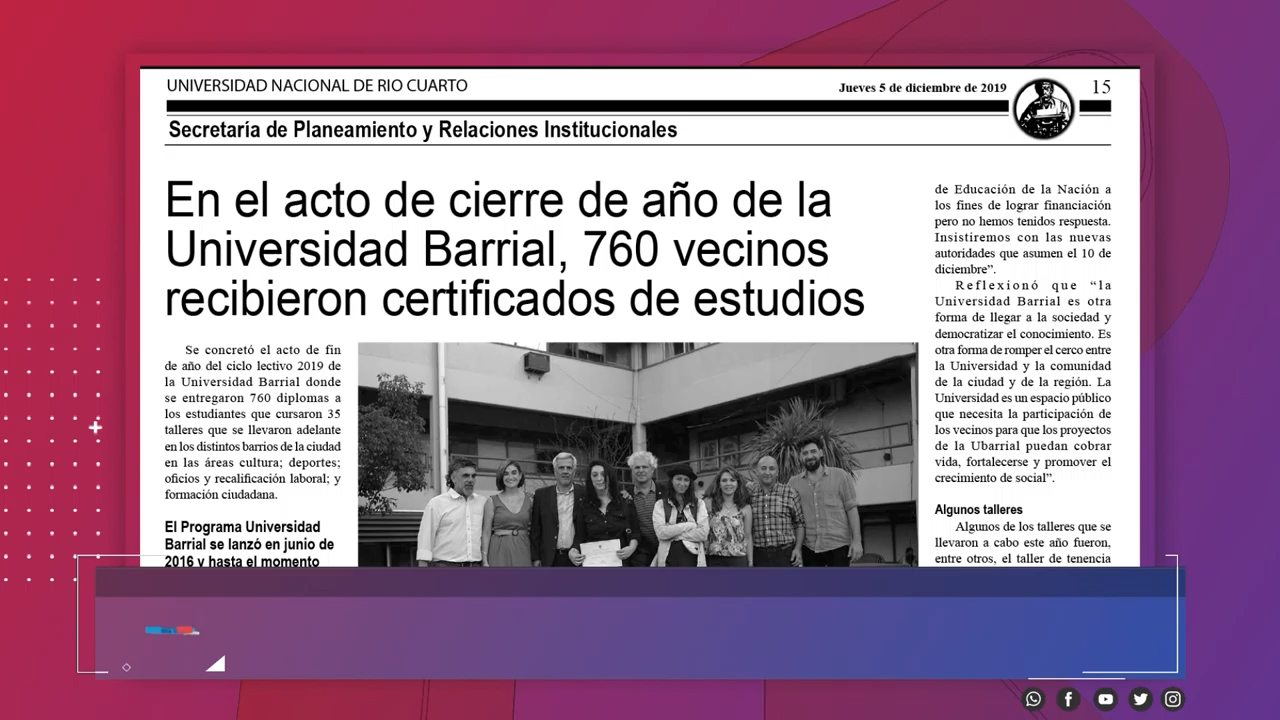 UNIVERSIDAD NACIONAL DE RIO CUARTO
Jueves 5 de diciembre de 2019
15
Secretaría de Planeamiento y Relaciones Institucionales
En el acto de cierre de año de la
Universidad Barrial, 760 vecinos
recibieron certificados de estudios
Se concretó el acto de fin
de año del ciclo lectivo 2019 de
la Universidad Barrial donde
se entregaron 760 diplomas a
los estudiantes que cursaron 35
talleres que se llevaron adelante
en los distintos barrios de la ciudad
en las áreas cultura; deportes;
oficios y recalificación laboral; y
formación ciudadana.
El Programa Universidad
Barrial se lanzó en junio de
2016 y hasta el momento
de Educación de la Nación a
los fines de lograr financiación
pero no hemos tenidos respuesta.
Insistiremos con las nuevas
autoridades que asumen el 10 de
diciembre”.
Reflexionó que “la
Universidad Barrial es otra
forma de llegar a la sociedad y
democratizar el conocimiento. Es
otra forma de romper el cerco entre
la Universidad y la comunidad
de la ciudad y de la región. La
Universidad es un espacio público
que necesita la participación de
los vecinos para que los proyectos
de la Ubarrial puedan cobrar
vida, fortalecerse y promover el
crecimiento de social”.
Algunos talleres
Algunos de los talleres que se
llevaron a cabo este año fueron,
entre otros, el taller de tenencia